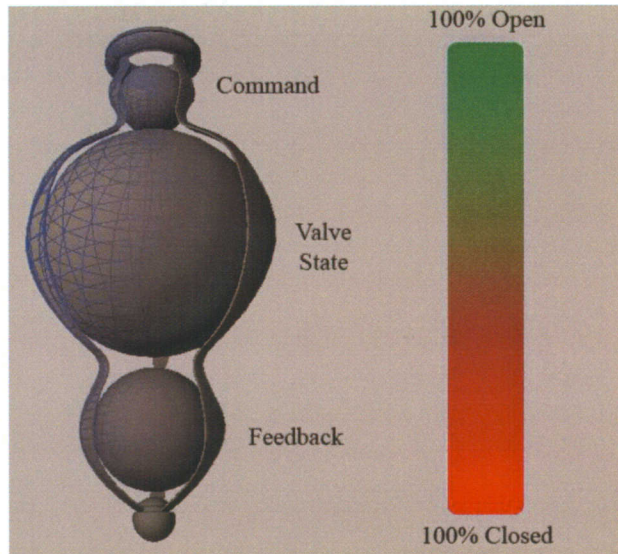 100% Open
Command
Valve
State
Feedback
100% Closed